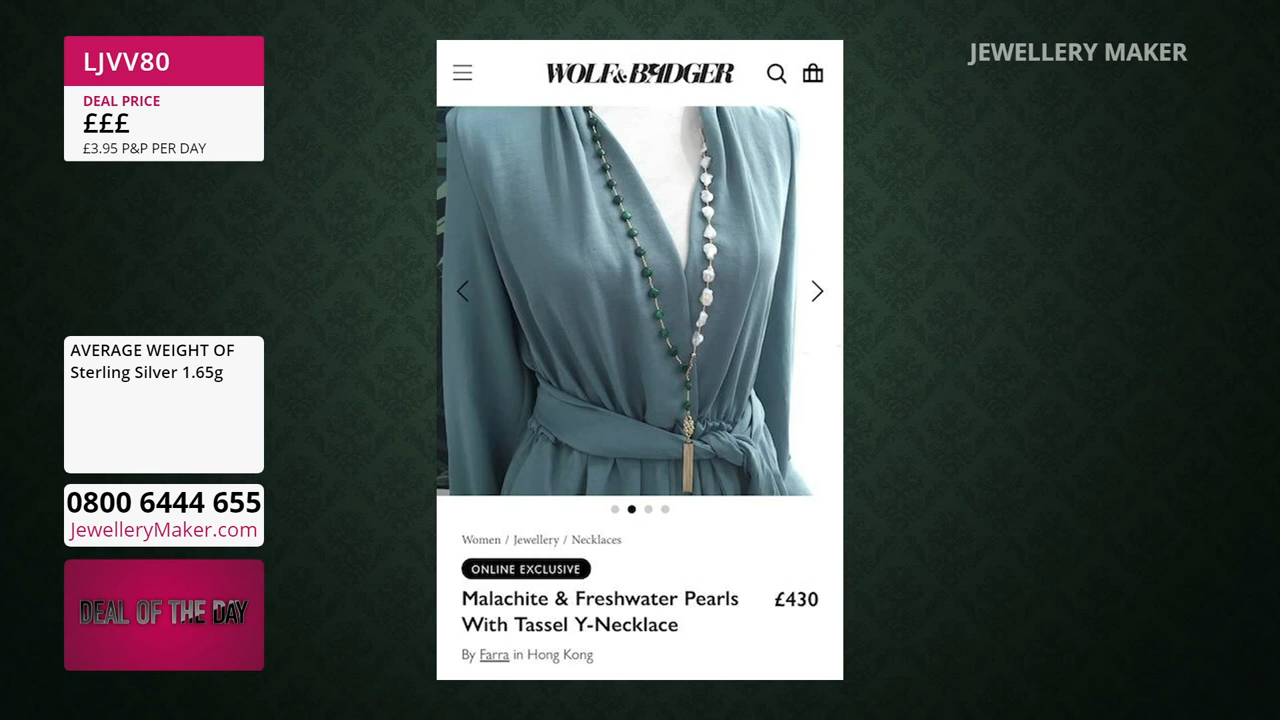 LJVV80
DEAL PRICE
£££
£3.95 P&P PER DAY
AVERAGE WEIGHT OF
Sterling Silver 1.65g
0800 6444 655
JewelleryMaker.com
DEAL OF THE DAY
WOLF&BADGER
Women / Jewellery / Necklaces
ONLINE EXCLUSIVE
Malachite & Freshwater Pearls £430
With Tassel Y-Necklace
By Farra in Hong Kong
JEWELLERY MAKER